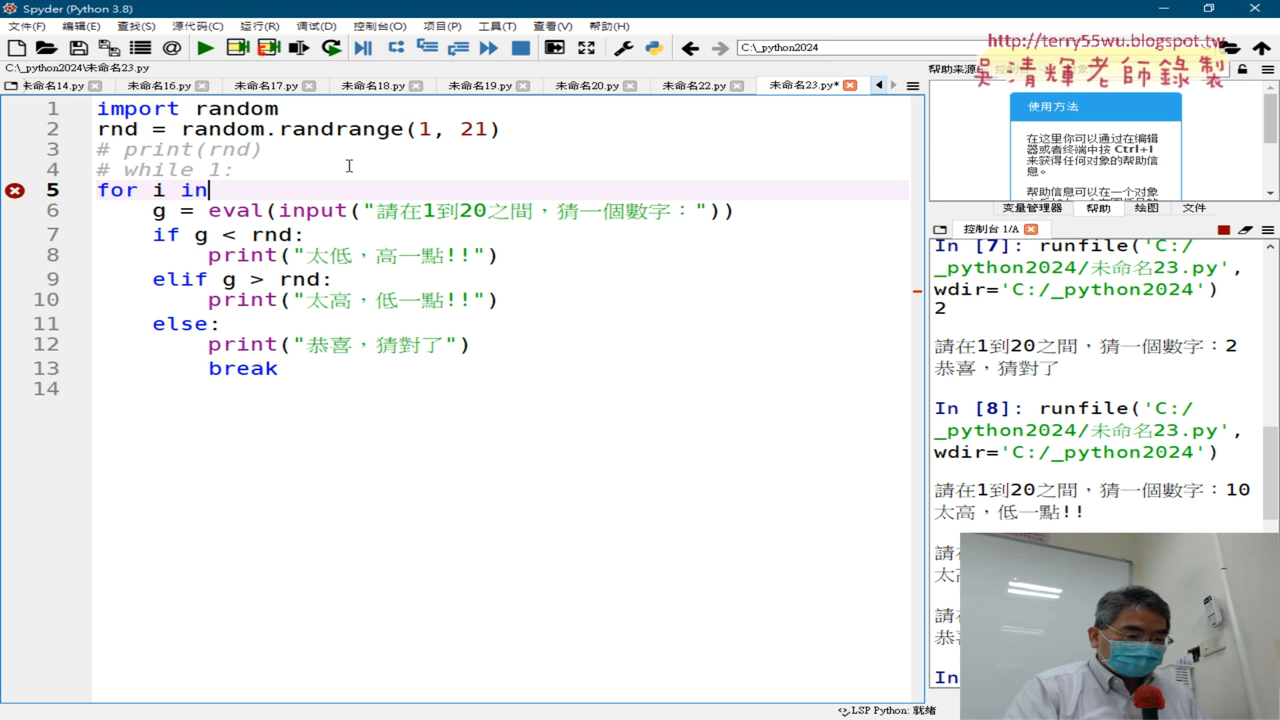 Spyder (Python 3.8)
文件(F) 编辑(E) 查找(S) 源代码(C) 运行(R) 调试(D) 控制台(O) 项目(P) 工具(T) 查看(V) 帮助(H)
C:\_python2024
http://terry55wu.blogspot.tw
吳清輝老師錄製
C:\_python2024\未命名23.py
帮助来源
未命名14.py 未命名16.py 未命名17.py 未命名18.py 未命名19.py 未命名20.py 未命名22.py 未命名23.py*
1 import random
2 rnd = random.randrange(1, 21)
3 # print(rnd)
4 # while 1:
5 for i in
6 g = eval(input("請在1到20之間，猜一個數字："))
7 if g < rnd:
8 print("太低，高一點!!")
9 elif g > rnd:
10 print("太高，低一點!!")
11 else:
12 print("恭喜，猜對了")
13 break
14
使用方法
在这里你可以通过在编辑
器或者终端中按 Ctrl+I
来获得任何对象的帮助信
息。
帮助信息可以在一个对象
变量管理器 帮助 绘图 文件
控制台 1/A
In [7]: runfile('C:/
_python2024/未命名23.py',
wdir='C:/_python2024')
2
請在1到20之間，猜一個數字：2
恭喜，猜對了
In [8]: runfile('C:/
_python2024/未命名23.py',
wdir='C:/_python2024')
請在1到20之間，猜一個數字：10
太高，低一點!!
請
太
請
恭
In
LSP Python: 就绪